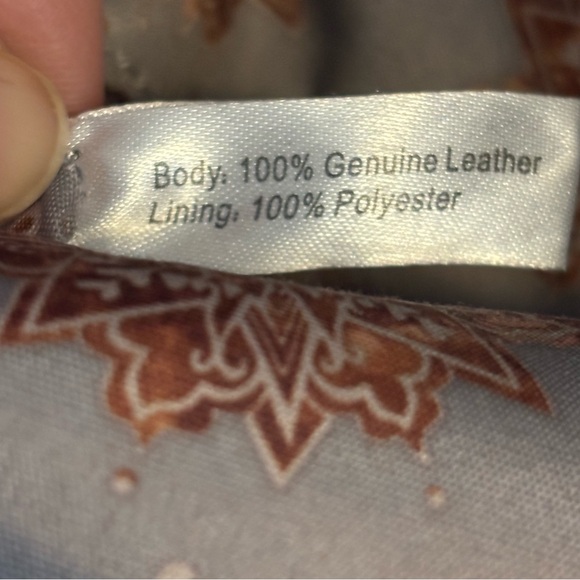 Body: 100% Genuine Leather
Lining: 100% Polyester